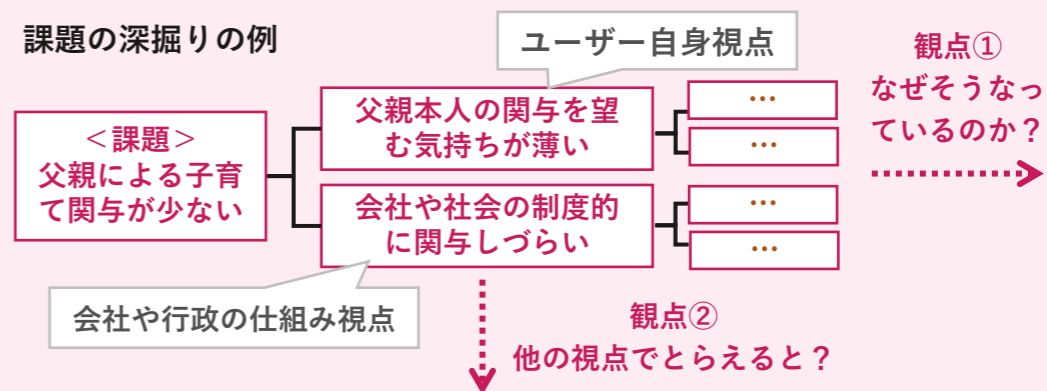 課題の深掘りの例
ユーザー自身視点
観点①
なぜそうなっ
ているのか？
＜課題＞
父親による子育
て関与が少ない
父親本人の関与を望
む気持ちが薄い
…
…
会社や社会の制度的
に関与しづらい
…
…
会社や行政の仕組み視点
観点②
他の視点でとらえると？